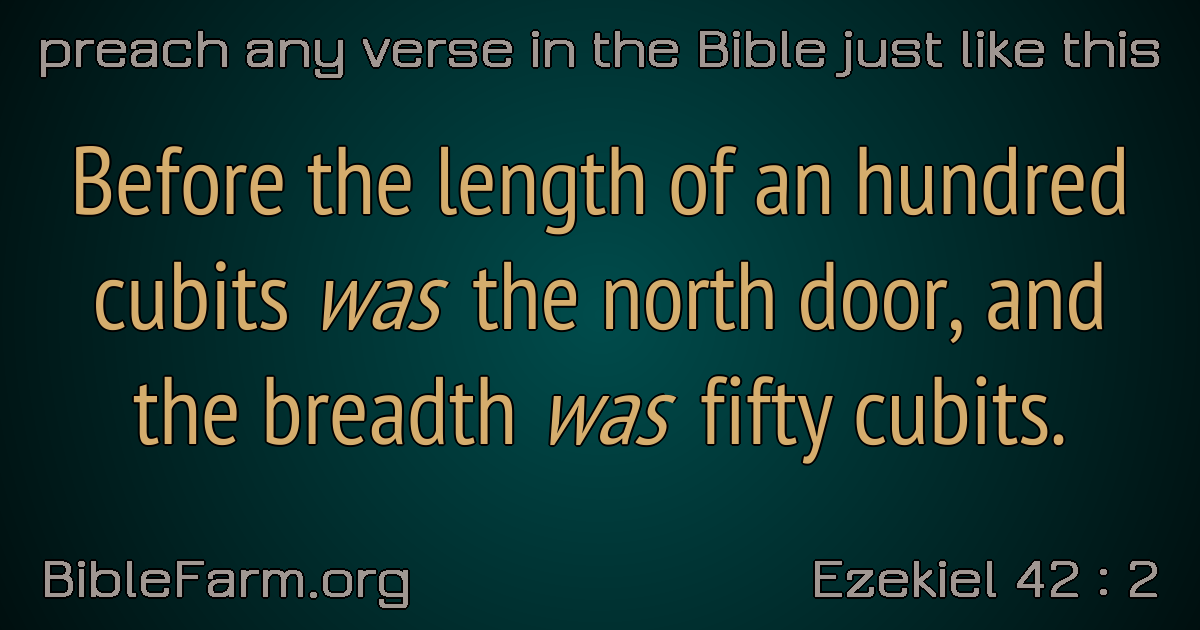 preach any verse in the Bible just like this
Before the length of an hundred
cubits was the north door, and
the breadth was fifty cubits.
BibleFarm.org
Ezekiel 42 : 2